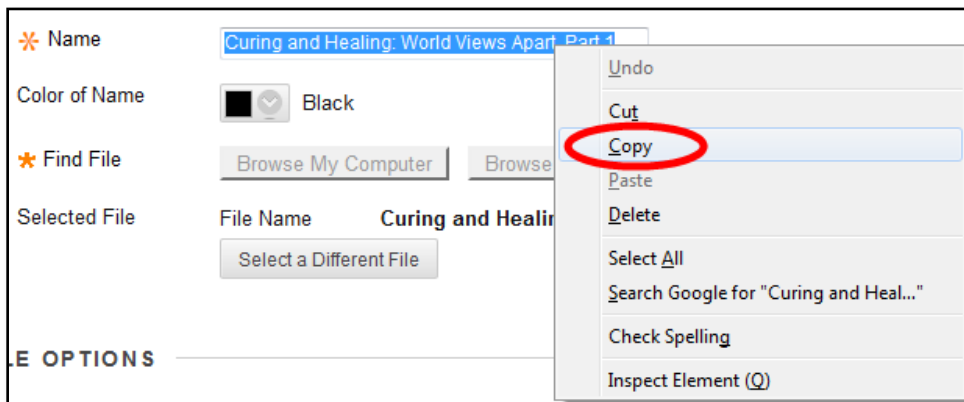 Name
Curing and Healing: World Views Apart, Part 1
Color of Name
Black
Find File
Browse My Computer
Browse
Selected File
File Name
Curing and Healin
Select a Different File
LE OPTIONS
Undo
Cut
Copy
Paste
Delete
Select All
Search Google for "Curing and Heal..."
Check Spelling
Inspect Element (Q)